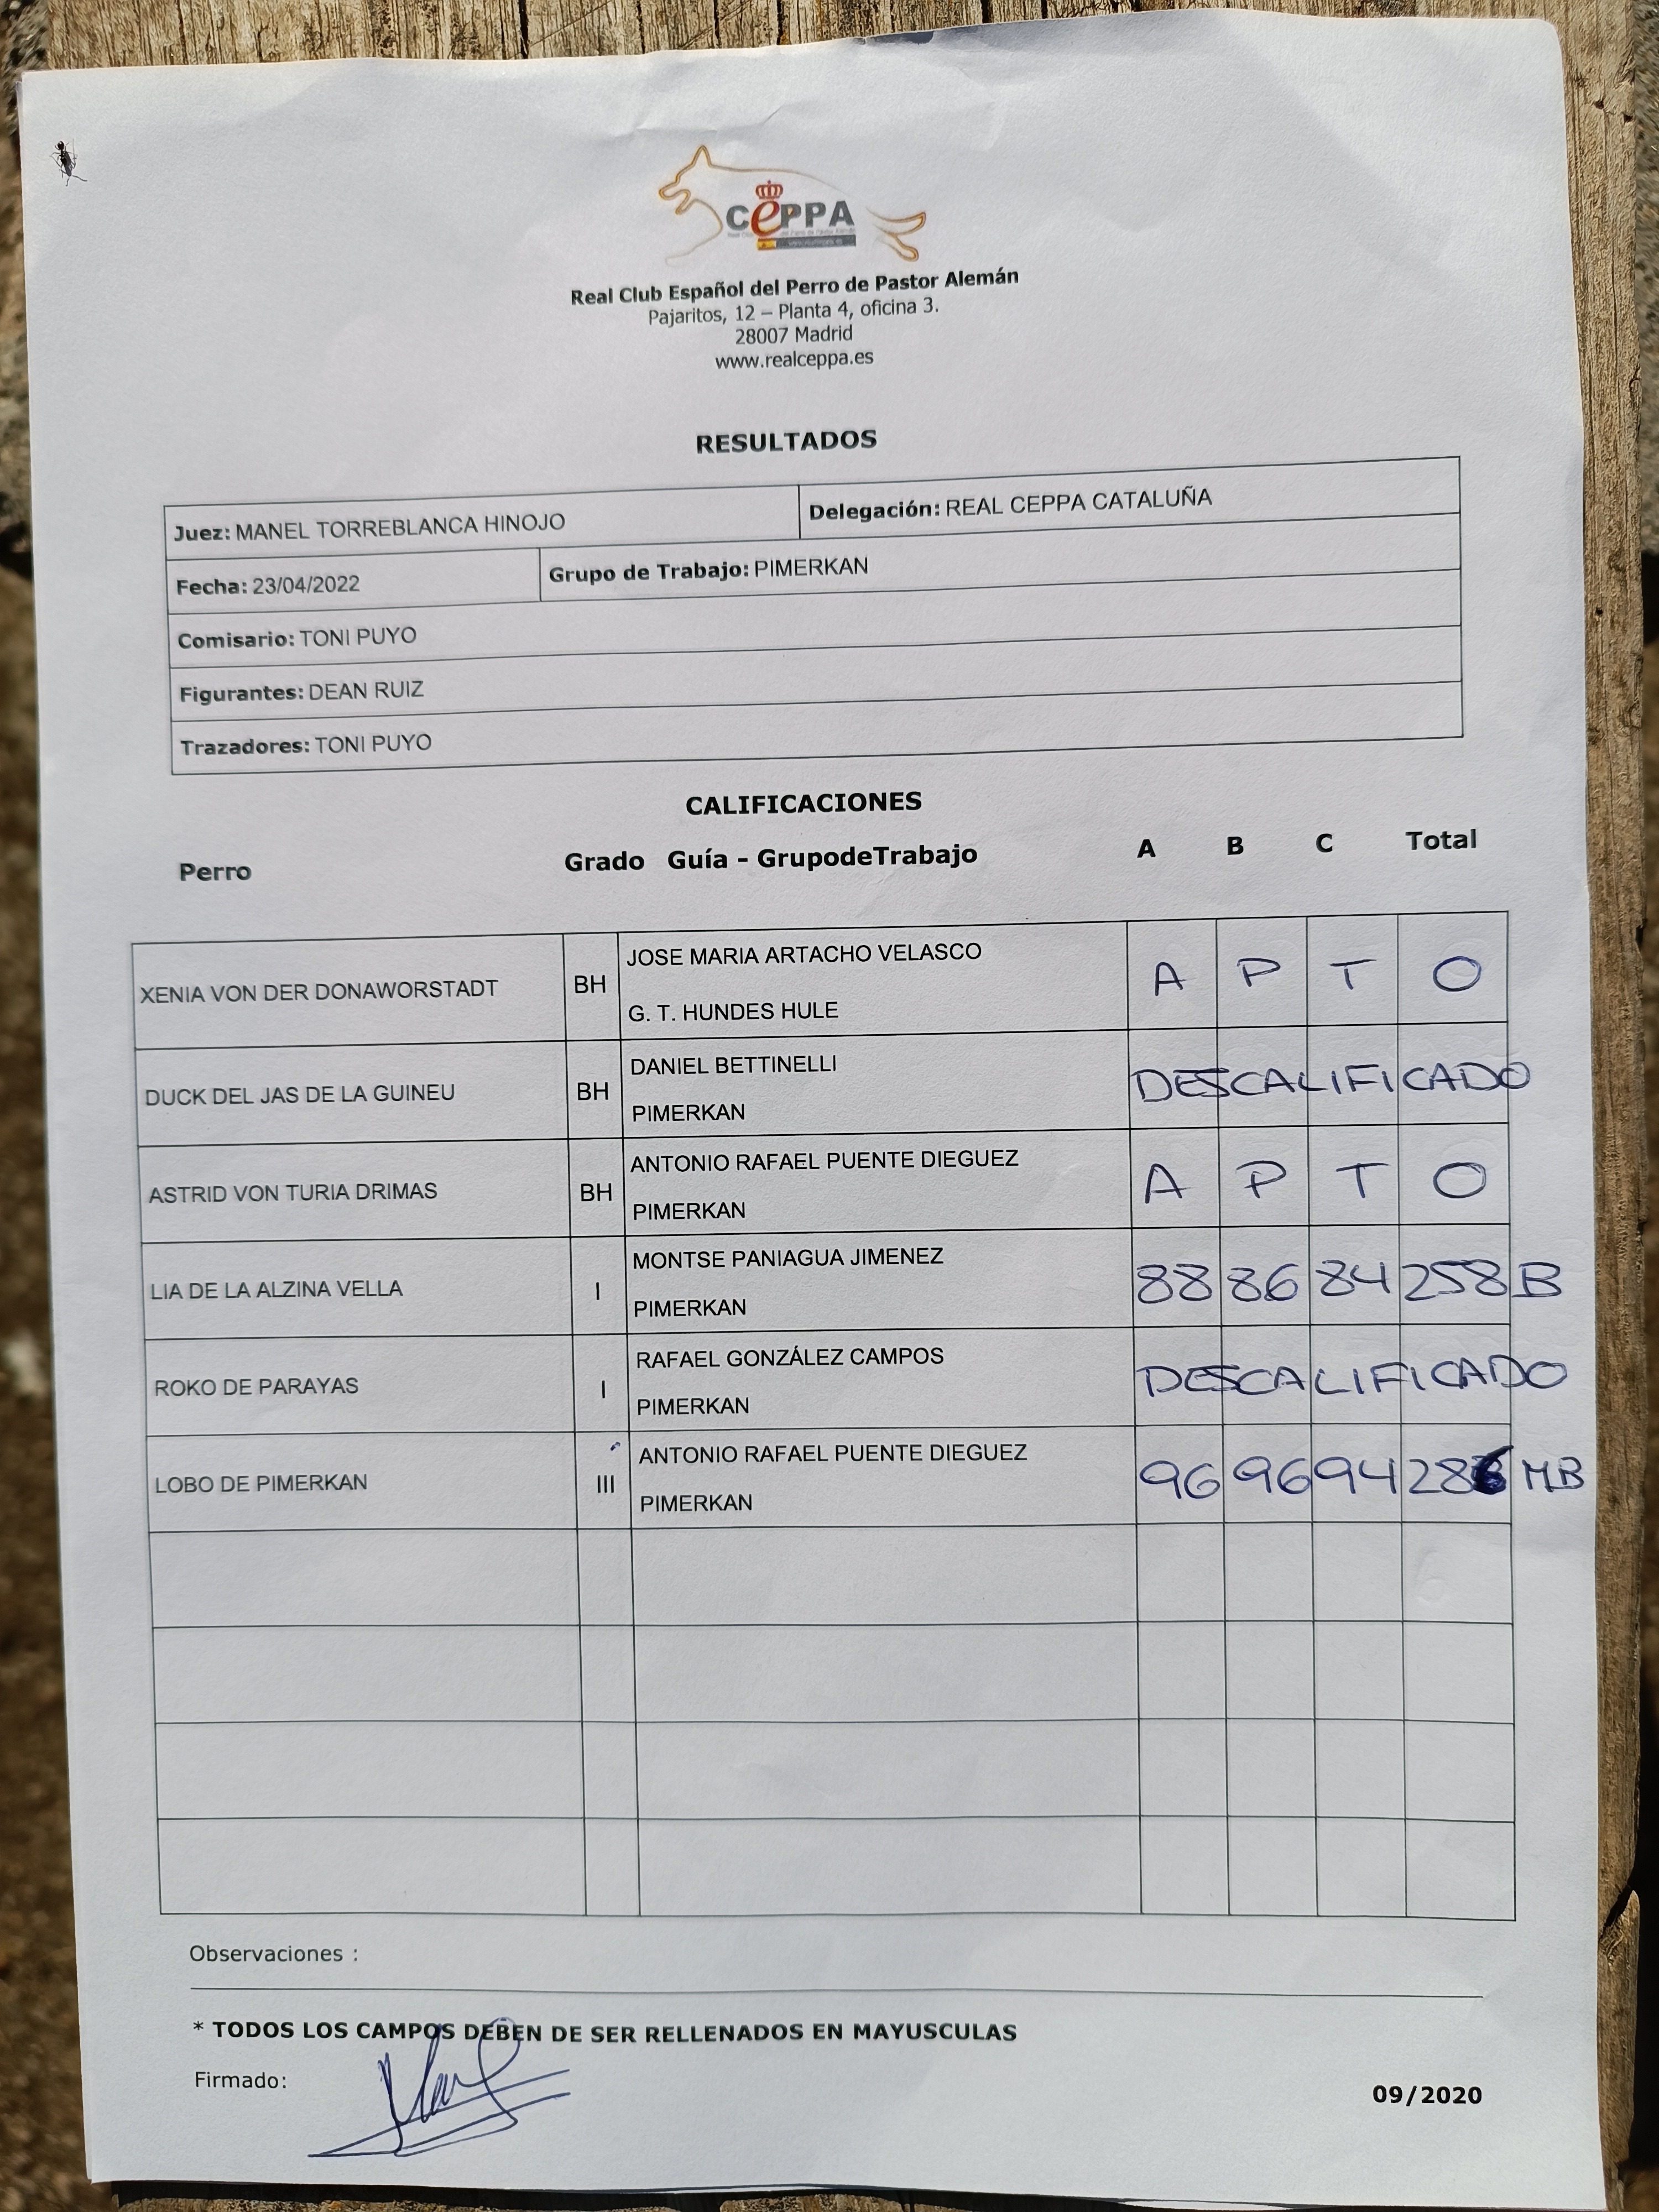 CePPA
Real Club Español del Perro de Pastor Alemán
Pajaritos, 12 – Planta 4, oficina 3.
28007 Madrid
www.realceppa.es
RESULTADOS
Juez: MANEL TORREBLANCA HINOJO Delegación: REAL CEPPA CATALUÑA
Fecha: 23/04/2022 Grupo de Trabajo: PIMERKAN
Comisario: TONI PUYO
Figurantes: DEAN RUIZ
Trazadores: TONI PUYO
CALIFICACIONES
Perro Grado Guía - GrupodeTrabajo A B C Total
XENIA VON DER DONAWORSTADT BH JOSE MARIA ARTACHO VELASCO A P T O
G. T. HUNDES HULE
DUCK DEL JAS DE LA GUINEU BH DANIEL BETTINELLI DESCALIFICADO
PIMERKAN
ASTRID VON TURIA DRIMAS BH ANTONIO RAFAEL PUENTE DIEGUEZ A P T O
PIMERKAN
LIA DE LA ALZINA VELLA I MONTSE PANIAGUA JIMENEZ 88 86 84 258 B
PIMERKAN
ROKO DE PARAYAS I RAFAEL GONZÁLEZ CAMPOS DESCALIFICADO
PIMERKAN
LOBO DE PIMERKAN III ANTONIO RAFAEL PUENTE DIEGUEZ 96 96 94 286 MB
PIMERKAN
Observaciones :
* TODOS LOS CAMPOS DEBEN DE SER RELLENADOS EN MAYUSCULAS
Firmado:
09/2020